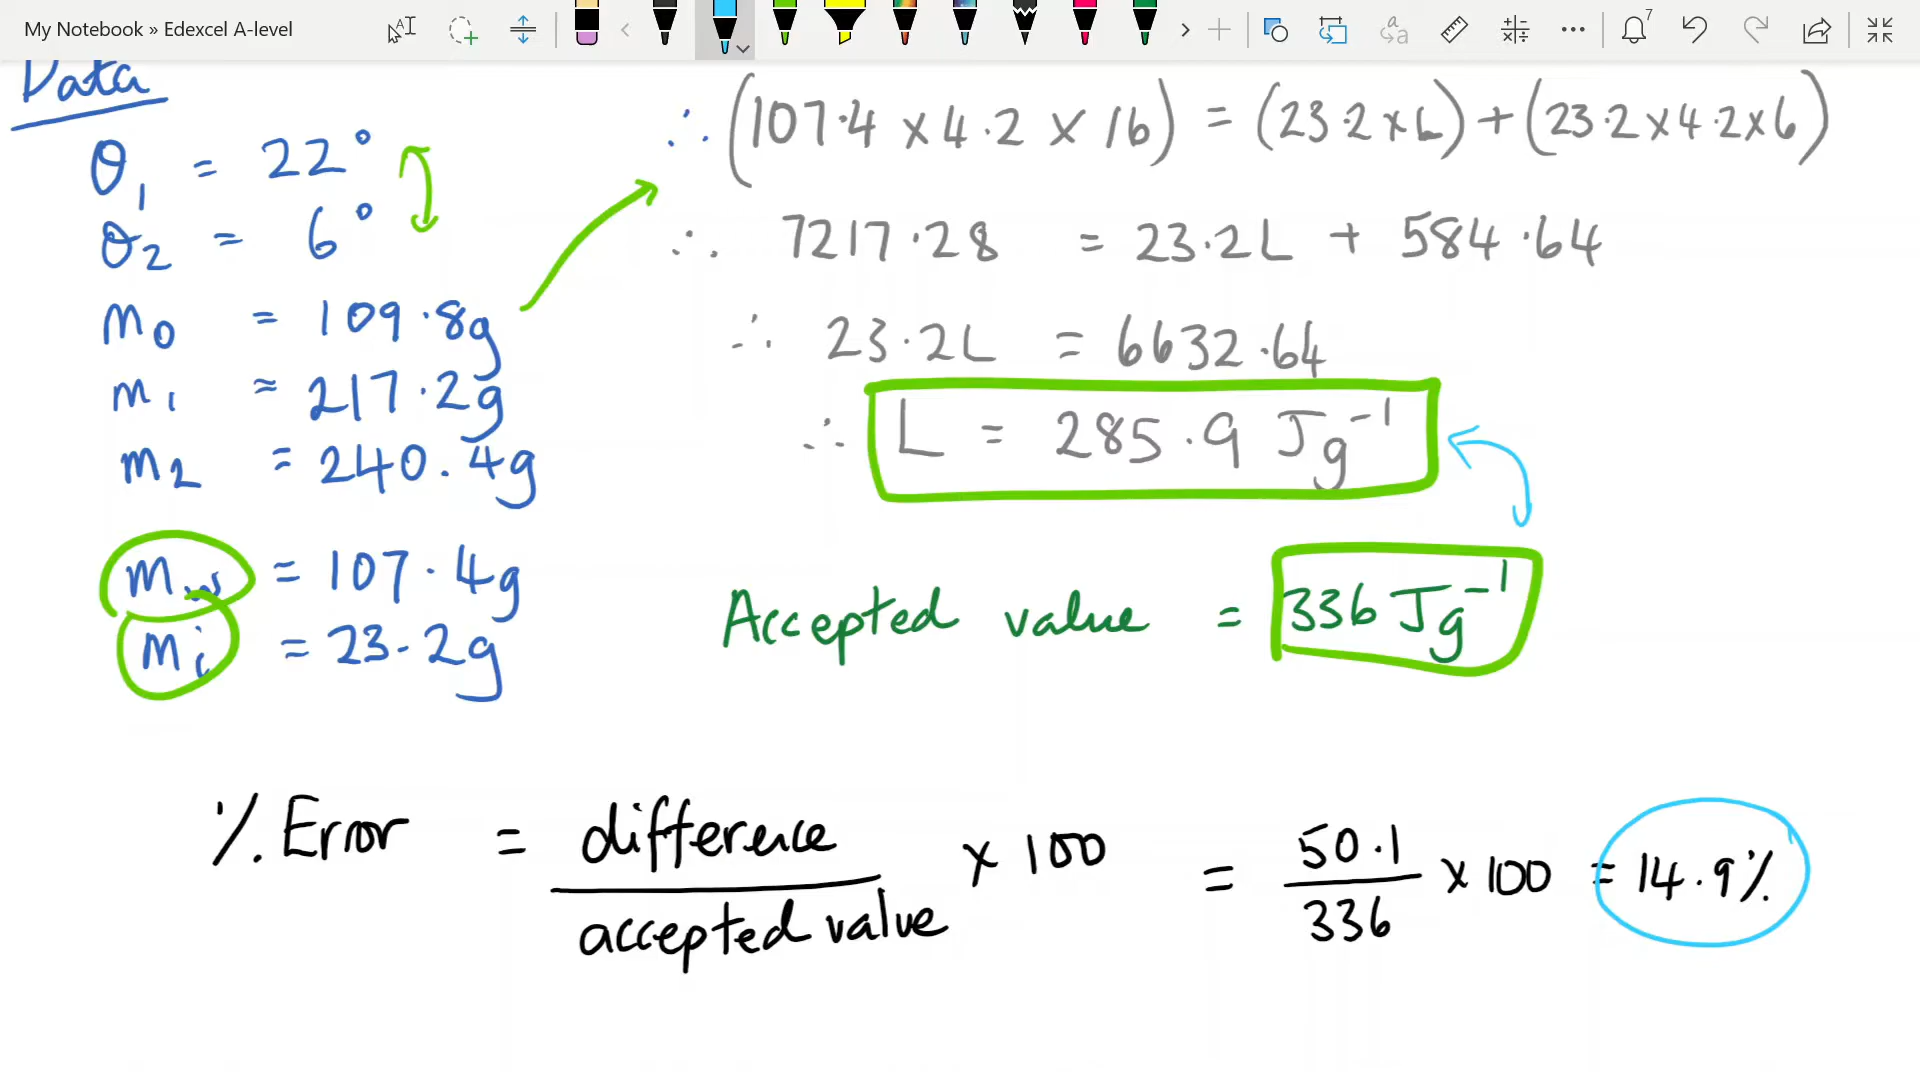 My Notebook » Edexcel A-level
7
Data
θ₁ = 22°
θ₂ = 6°
m₀ = 109.8g
m₁ = 217.2g
m₂ = 240.4g
m_w = 107.4g
m_i = 23.2g
∴ (107.4 × 4.2 × 16) = (23.2 × L) + (23.2 × 4.2 × 6)
∴ 7217.28 = 23.2L + 584.64
∴ 23.2L = 6632.64
∴ L = 285.9 Jg⁻¹
Accepted value = 336 Jg⁻¹
% Error = difference / accepted value × 100 = 50.1 / 336 × 100 = 14.9%